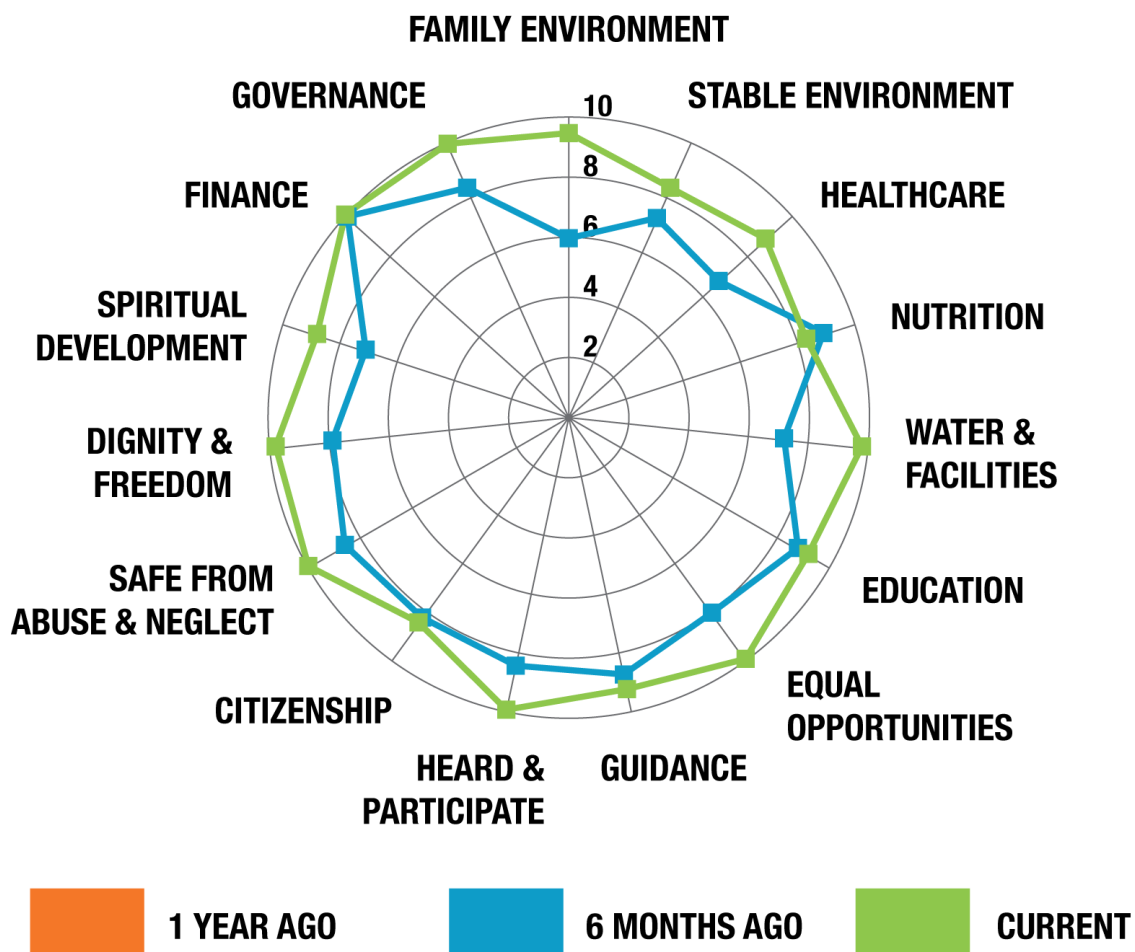 FAMILY ENVIRONMENT
GOVERNANCE
STABLE ENVIRONMENT
FINANCE
HEALTHCARE
SPIRITUAL
DEVELOPMENT
NUTRITION
DIGNITY &
FREEDOM
WATER &
FACILITIES
SAFE FROM
ABUSE & NEGLECT
EDUCATION
CITIZENSHIP
EQUAL
OPPORTUNITIES
HEARD &
PARTICIPATE
GUIDANCE
10
8
6
4
2
1 YEAR AGO
6 MONTHS AGO
CURRENT